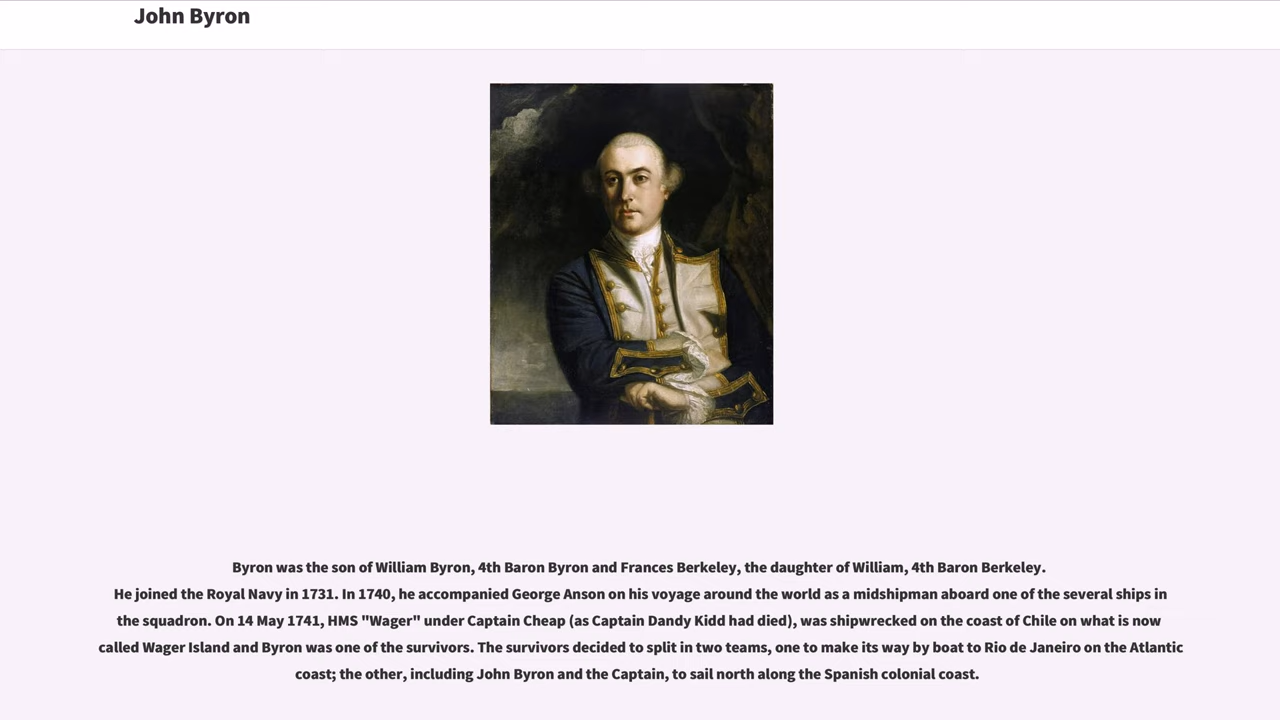 John Byron
Byron was the son of William Byron, 4th Baron Byron and Frances Berkeley, the daughter of William, 4th Baron Berkeley.
He joined the Royal Navy in 1731. In 1740, he accompanied George Anson on his voyage around the world as a midshipman aboard one of the several ships in
the squadron. On 14 May 1741, HMS "Wager" under Captain Cheap (as Captain Dandy Kidd had died), was shipwrecked on the coast of Chile on what is now
called Wager Island and Byron was one of the survivors. The survivors decided to split in two teams, one to make its way by boat to Rio de Janeiro on the Atlantic
coast; the other, including John Byron and the Captain, to sail north along the Spanish colonial coast.